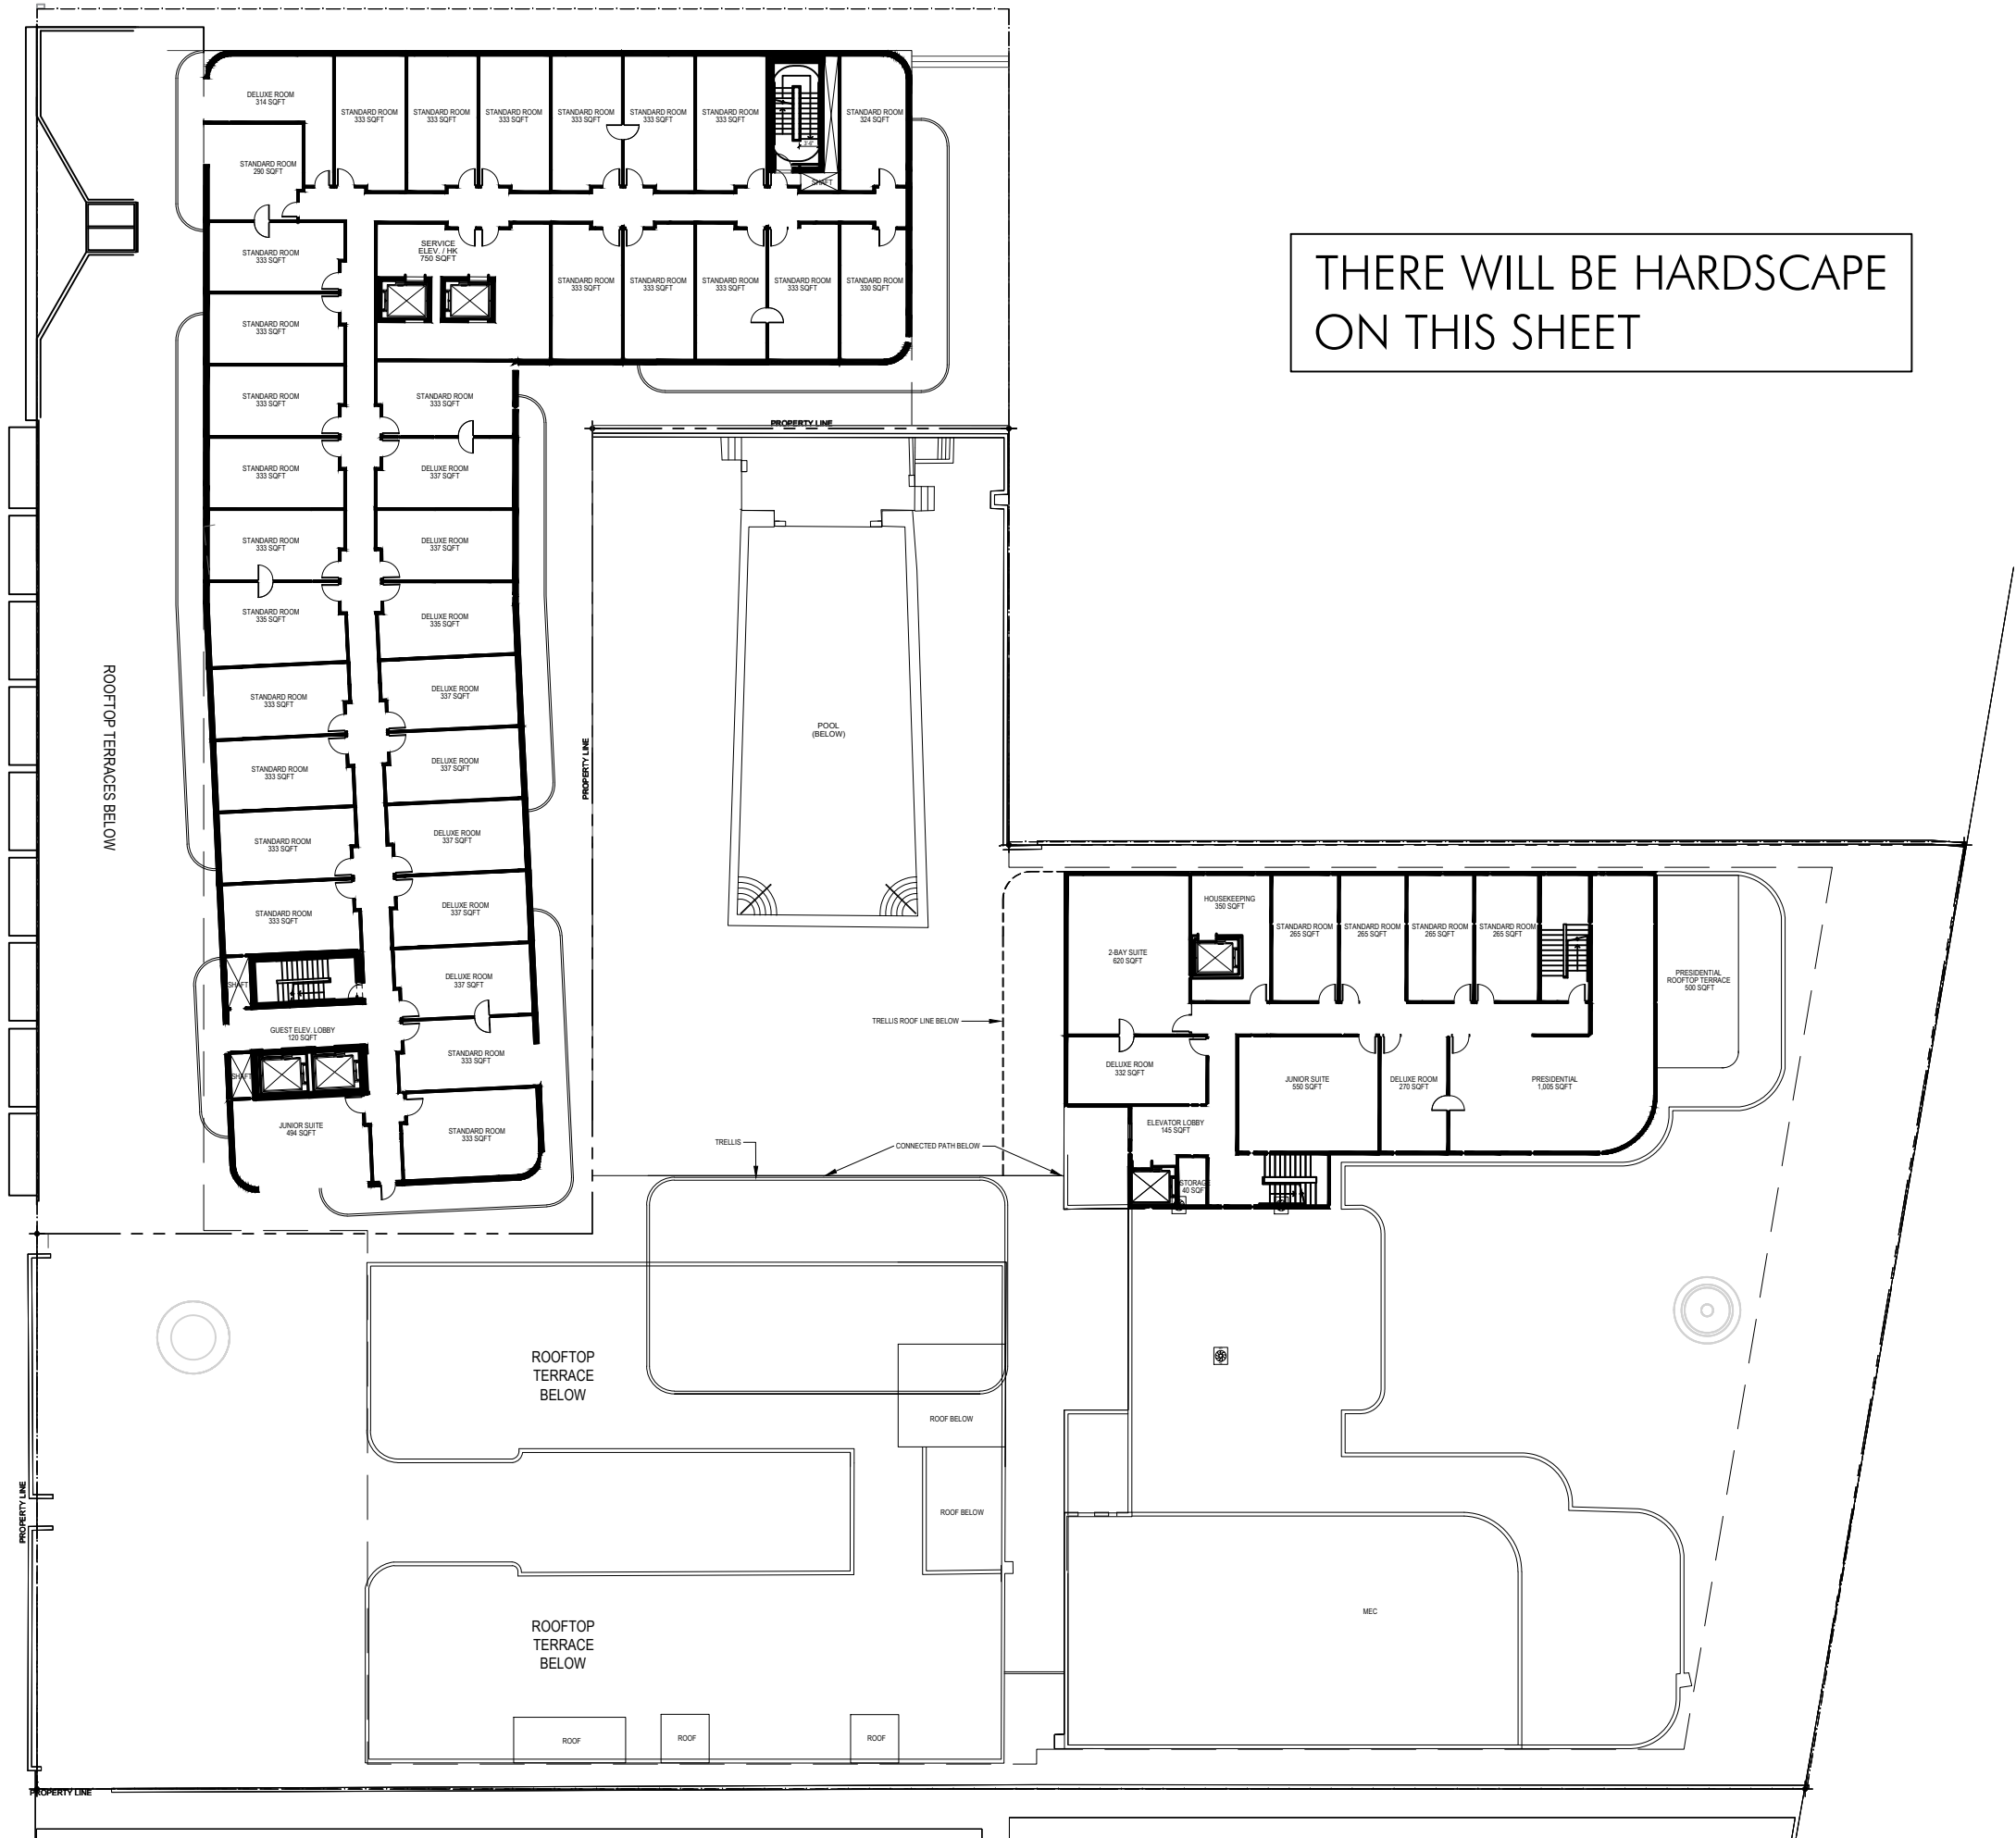 DELUXE ROOM
314 SQFT
STANDARD ROOM
333 SQFT
STANDARD ROOM
333 SQFT
STANDARD ROOM
333 SQFT
STANDARD ROOM
333 SQFT
STANDARD ROOM
333 SQFT
STANDARD ROOM
333 SQFT
STANDARD ROOM
324 SQFT
SHAFT
STANDARD ROOM
290 SQFT
SERVICE
ELEV. / HK
750 SQFT
STANDARD ROOM
333 SQFT
STANDARD ROOM
333 SQFT
STANDARD ROOM
333 SQFT
STANDARD ROOM
333 SQFT
STANDARD ROOM
330 SQFT
THERE WILL BE HARDSCAPE
ON THIS SHEET
STANDARD ROOM
333 SQFT
STANDARD ROOM
333 SQFT
STANDARD ROOM
333 SQFT
STANDARD ROOM
333 SQFT
STANDARD ROOM
333 SQFT
STANDARD ROOM
335 SQFT
STANDARD ROOM
333 SQFT
STANDARD ROOM
333 SQFT
STANDARD ROOM
333 SQFT
STANDARD ROOM
333 SQFT
STANDARD ROOM
333 SQFT
DELUXE ROOM
337 SQFT
DELUXE ROOM
337 SQFT
DELUXE ROOM
335 SQFT
DELUXE ROOM
337 SQFT
DELUXE ROOM
337 SQFT
DELUXE ROOM
337 SQFT
DELUXE ROOM
337 SQFT
DELUXE ROOM
337 SQFT
STANDARD ROOM
333 SQFT
STANDARD ROOM
333 SQFT
SHAFT
GUEST ELEV. LOBBY
120 SQFT
SHAFT
JUNIOR SUITE
494 SQFT
ROOFTOP TERRACES BELOW
PROPERTY LINE
PROPERTY LINE
POOL
(BELOW)
HOUSEKEEPING
350 SQFT
2-BAY SUITE
620 SQFT
STANDARD ROOM
265 SQFT
STANDARD ROOM
265 SQFT
STANDARD ROOM
265 SQFT
STANDARD ROOM
265 SQFT
PRESIDENTIAL
ROOFTOP TERRACE
500 SQFT
TRELLIS ROOF LINE BELOW
DELUXE ROOM
332 SQFT
JUNIOR SUITE
550 SQFT
DELUXE ROOM
270 SQFT
PRESIDENTIAL
1,005 SQFT
ELEVATOR LOBBY
145 SQFT
STORAGE
40 SQFT
TRELLIS
CONNECTED PATH BELOW
ROOFTOP
TERRACE
BELOW
ROOF BELOW
ROOF BELOW
ROOFTOP
TERRACE
BELOW
MEC
ROOF
ROOF
ROOF
PROPERTY LINE
PROPERTY LINE